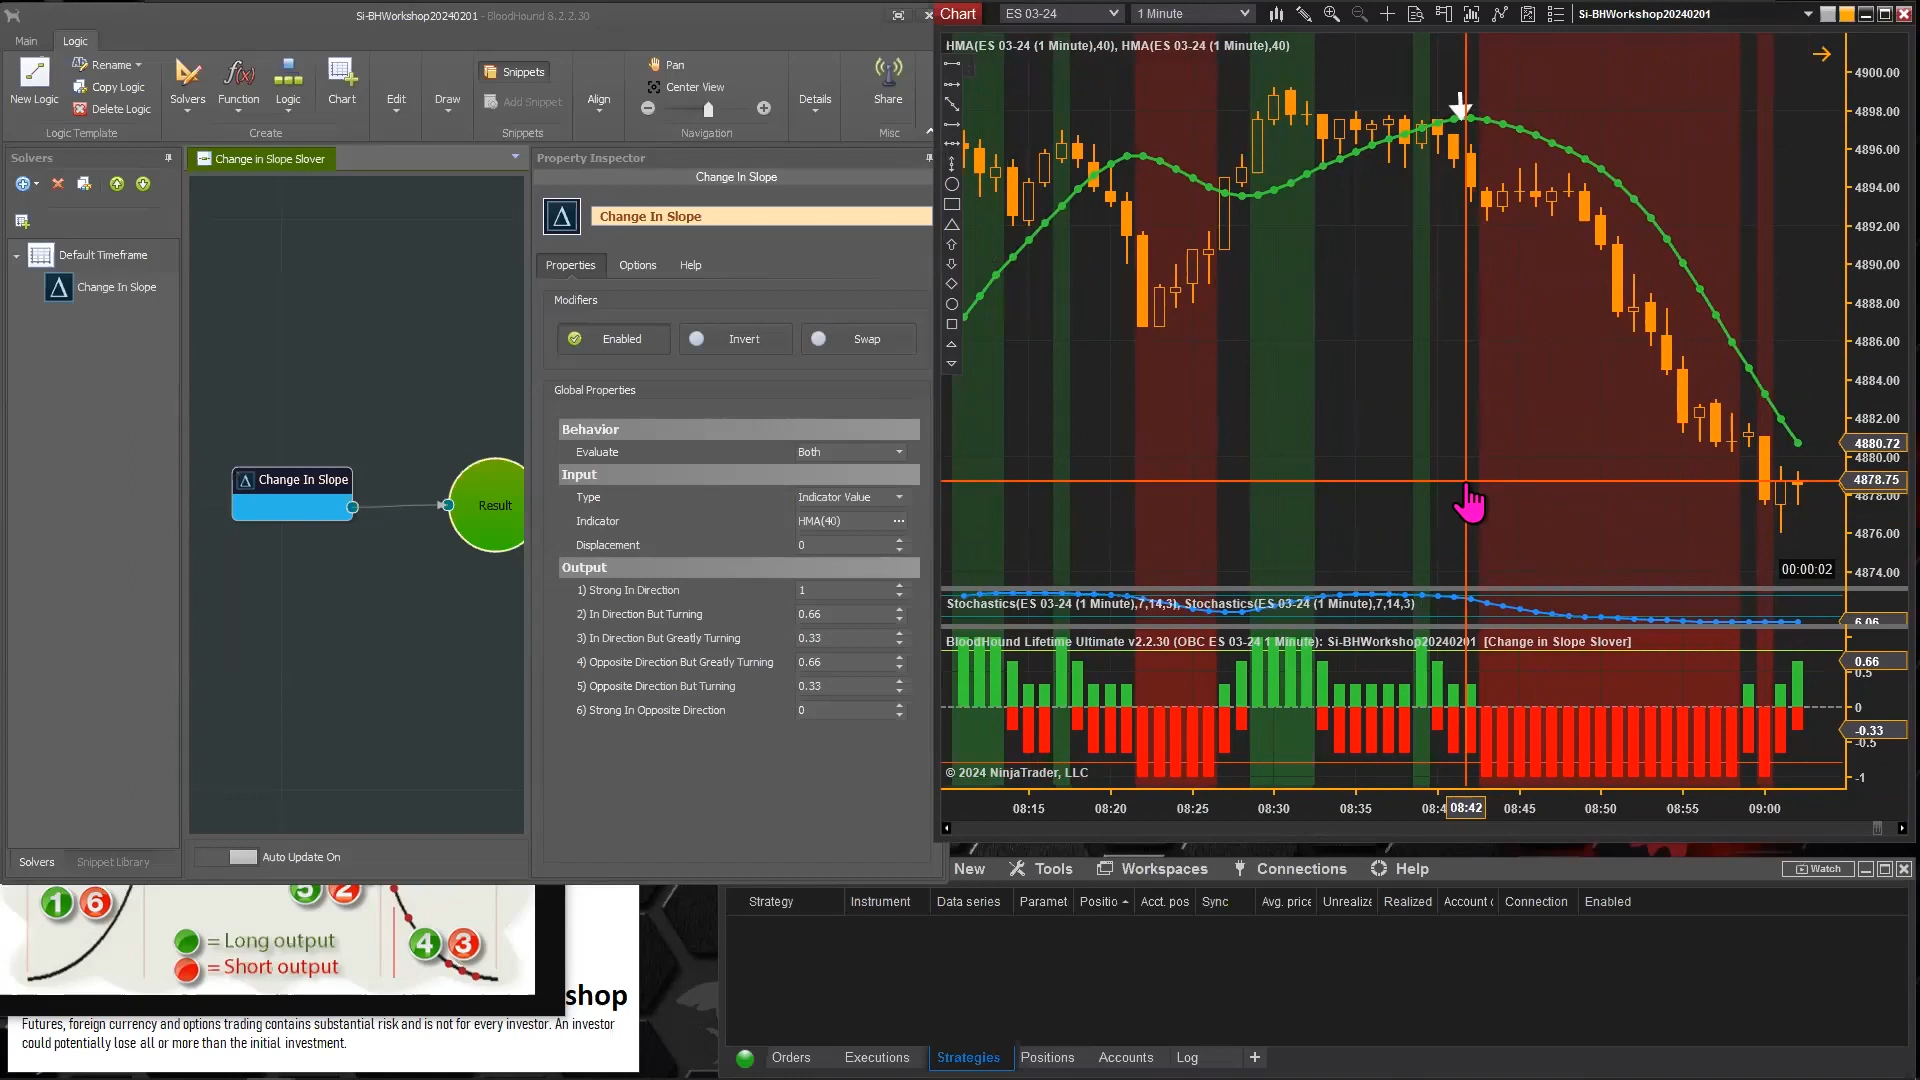 Si-BHWorkshop20240201 - BloodHound 8.2.2.30
Main
Logic
New Logic
Rename
Copy Logic
Delete Logic
Logic Template
Solvers
Function
Logic
Chart
Create
Edit
Draw
Snippets
Add Snippet
Snippets
Align
Pan
Center View
Navigation
Details
Share
Misc
Solvers
Default Timeframe
Change In Slope
Solvers
Snippet Library
Change in Slope Slover
Change In Slope
Result
Auto Update On
Property Inspector
Change In Slope
Change In Slope
Properties
Options
Help
Modifiers
Enabled
Invert
Swap
Global Properties
Behavior
Evaluate Both
Input
Type Indicator Value
Indicator HMA(40)
Displacement 0
Output
1) Strong In Direction 1
2) In Direction But Turning 0.66
3) In Direction But Greatly Turning 0.33
4) Opposite Direction But Greatly Turning 0.66
5) Opposite Direction But Turning 0.33
6) Strong In Opposite Direction 0
Chart
ES 03-24
1 Minute
Si-BHWorkshop20240201
HMA(ES 03-24 (1 Minute),40), HMA(ES 03-24 (1 Minute),40)
4900.00
4898.00
4896.00
4894.00
4892.00
4890.00
4888.00
4886.00
4884.00
4882.00
4880.72
4880.00
4878.75
4878.00
4876.00
4874.00
00:00:02
Stochastics(ES 03-24 (1 Minute),7,14,3), Stochastics(ES 03-24 (1 Minute),7,14,3)
6.06
BloodHound Lifetime Ultimate v2.2.30 (OBC ES 03-24 1 Minute): Si-BHWorkshop20240201 [Change in Slope Slover]
0.66
0.5
0
-0.33
-0.5
-1
© 2024 NinjaTrader, LLC
08:15
08:20
08:25
08:30
08:35
08:4
08:42
08:45
08:50
08:55
09:00
New
Tools
Workspaces
Connections
Help
Watch
Strategy
Instrument
Data series
Paramet
Positio
Acct. pos
Sync
Avg. price
Unrealize
Realized
Account (
Connection
Enabled
Orders
Executions
Strategies
Positions
Accounts
Log
+
1 6
5 2
4 3
= Long output
= Short output
shop
Futures, foreign currency and options trading contains substantial risk and is not for every investor. An investor
could potentially lose all or more than the initial investment.